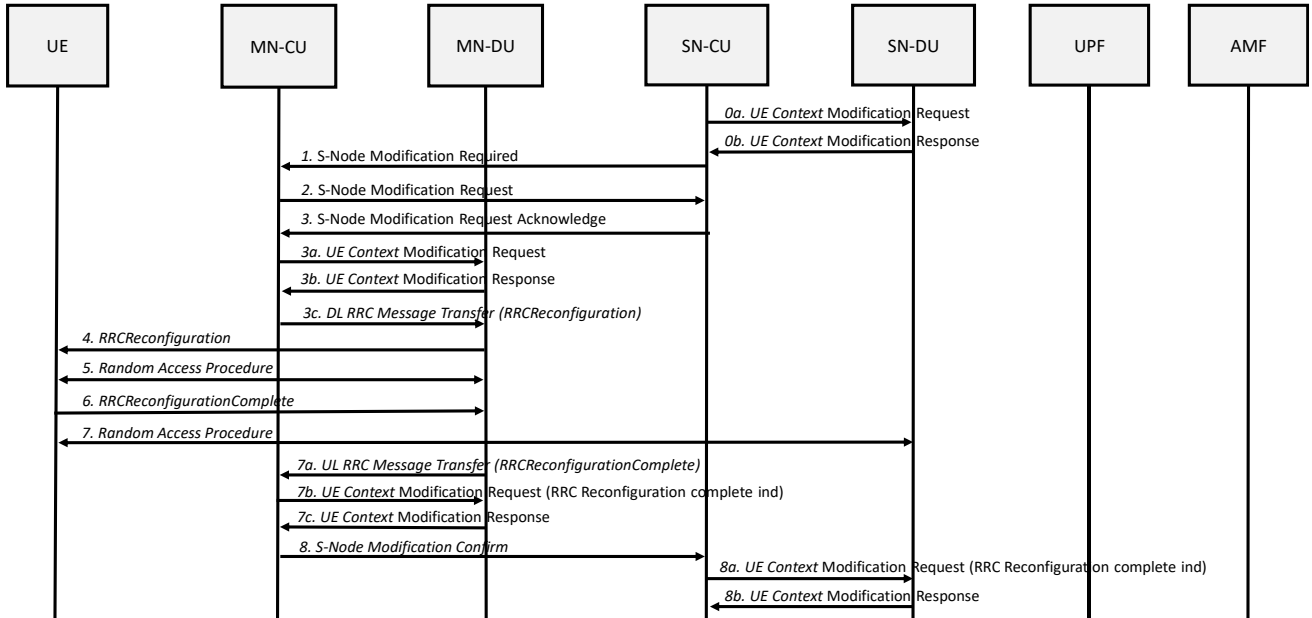 UE
MN-CU
MN-DU
SN-CU
SN-DU
UPF
AMF
0a. UE Context Modification Request
0b. UE Context Modification Response
1. S-Node Modification Required
2. S-Node Modification Request
3. S-Node Modification Request Acknowledge
3a. UE Context Modification Request
3b. UE Context Modification Response
3c. DL RRC Message Transfer (RRCReconfiguration)
4. RRCReconfiguration
5. Random Access Procedure
6. RRCReconfigurationComplete
7. Random Access Procedure
7a. UL RRC Message Transfer (RRCReconfigurationComplete)
7b. UE Context Modification Request (RRC Reconfiguration complete ind)
7c. UE Context Modification Response
8. S-Node Modification Confirm
8a. UE Context Modification Request (RRC Reconfiguration complete ind)
8b. UE Context Modification Response